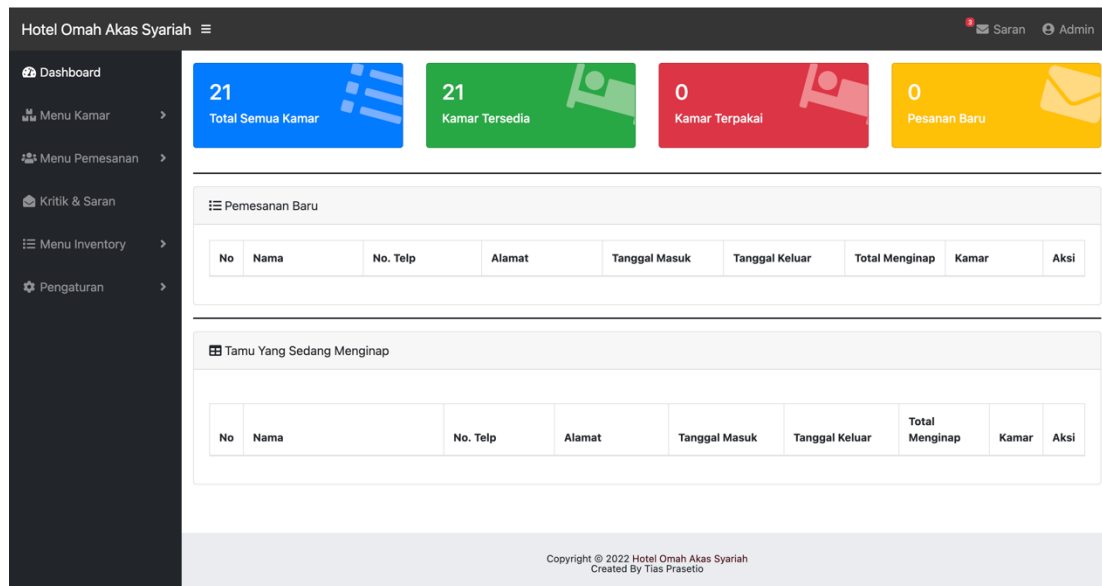 Hotel Omah Akas Syariah
3 Saran Admin
Dashboard
Menu Kamar
Menu Pemesanan
Kritik & Saran
Menu Inventory
Pengaturan
21
Total Semua Kamar
21
Kamar Tersedia
0
Kamar Terpakai
0
Pesanan Baru
Pemesanan Baru
No Nama No. Telp Alamat Tanggal Masuk Tanggal Keluar Total Menginap Kamar Aksi
Tamu Yang Sedang Menginap
No Nama No. Telp Alamat Tanggal Masuk Tanggal Keluar Total Menginap Kamar Aksi
Copyright © 2022 Hotel Omah Akas Syariah
Created By Tias Prasetio